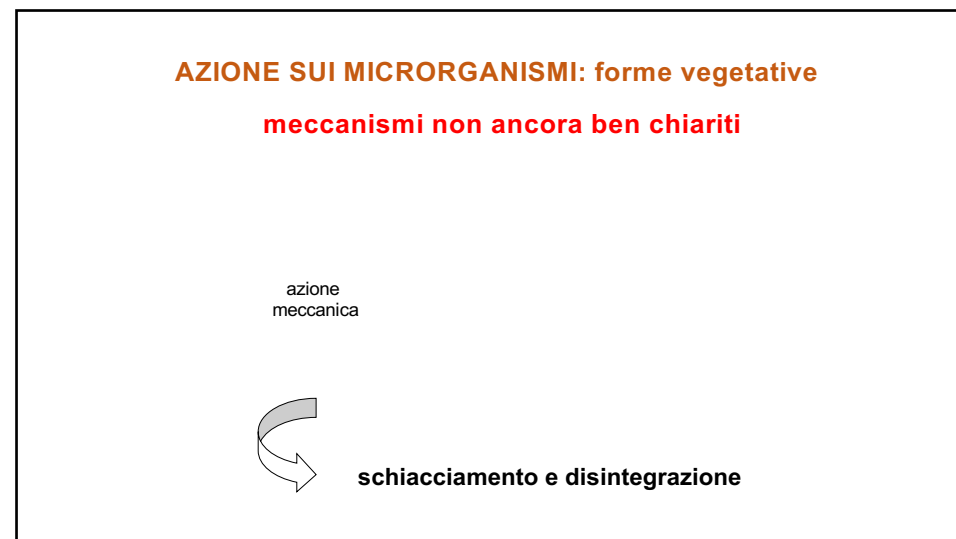 AZIONE SUI MICRORGANISMI: forme vegetative
meccanismi non ancora ben chiariti
azione
meccanica
schiacciamento e disintegrazione